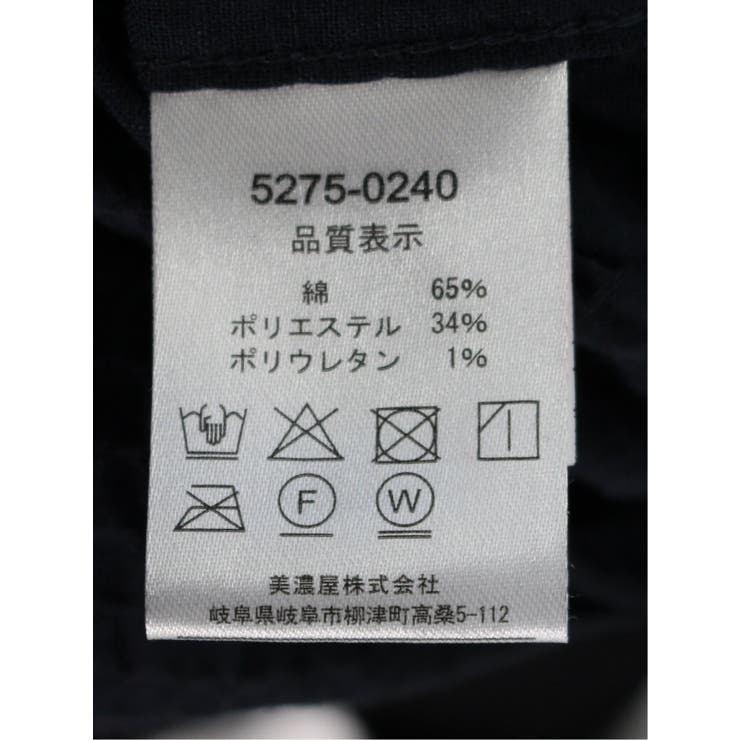 5275-0240
品質表示
綿 65%
ポリエステル 34%
ポリウレタン 1%
F W
美濃屋株式会社
岐阜県岐阜市柳津町高桑5-112